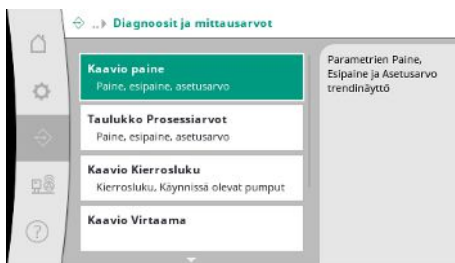 ..▸ Diagnoosit ja mittausarvot
Kaavio paine
Paine, esipaine, asetusarvo
Taulukko Prosessiarvot
Paine, esipaine, asetusarvo
Kaavio Kierrosluku
Kierrosluku, Käynnissä olevat pumput
Kaavio Virtaama
Parametrien Paine,
Esipaine ja Asetusarvo
trendinäyttö
?